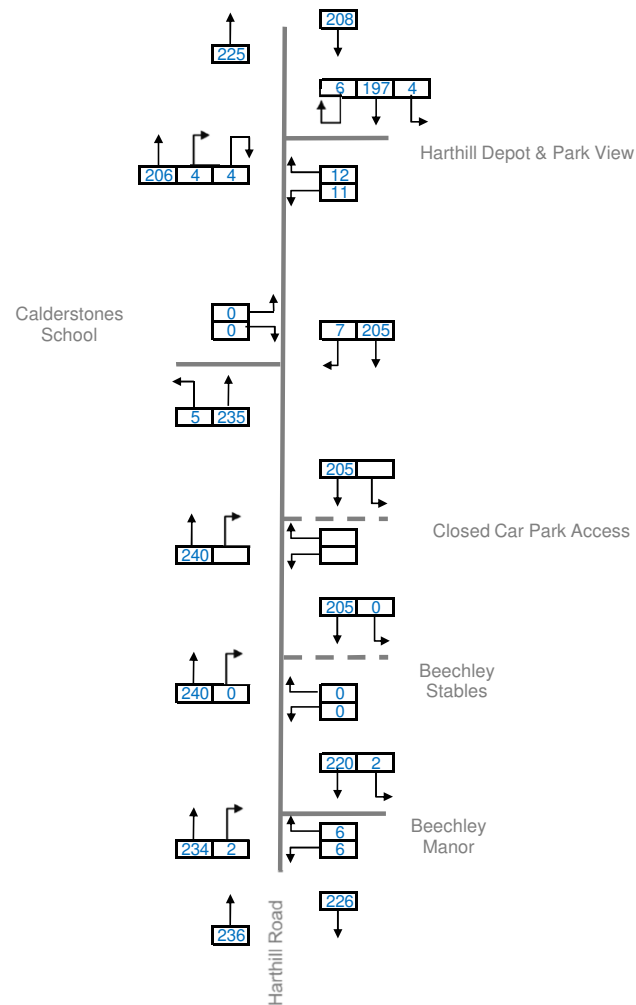 208
225
6 197 4
Harthill Depot & Park View
206 4 4
12
11
Calderstones
School
0
0
7 205
5 235
205
Closed Car Park Access
240
205 0
Beechley
Stables
240 0
0
0
220 2
Beechley
Manor
234 2
6
6
226
236
Harthill Road